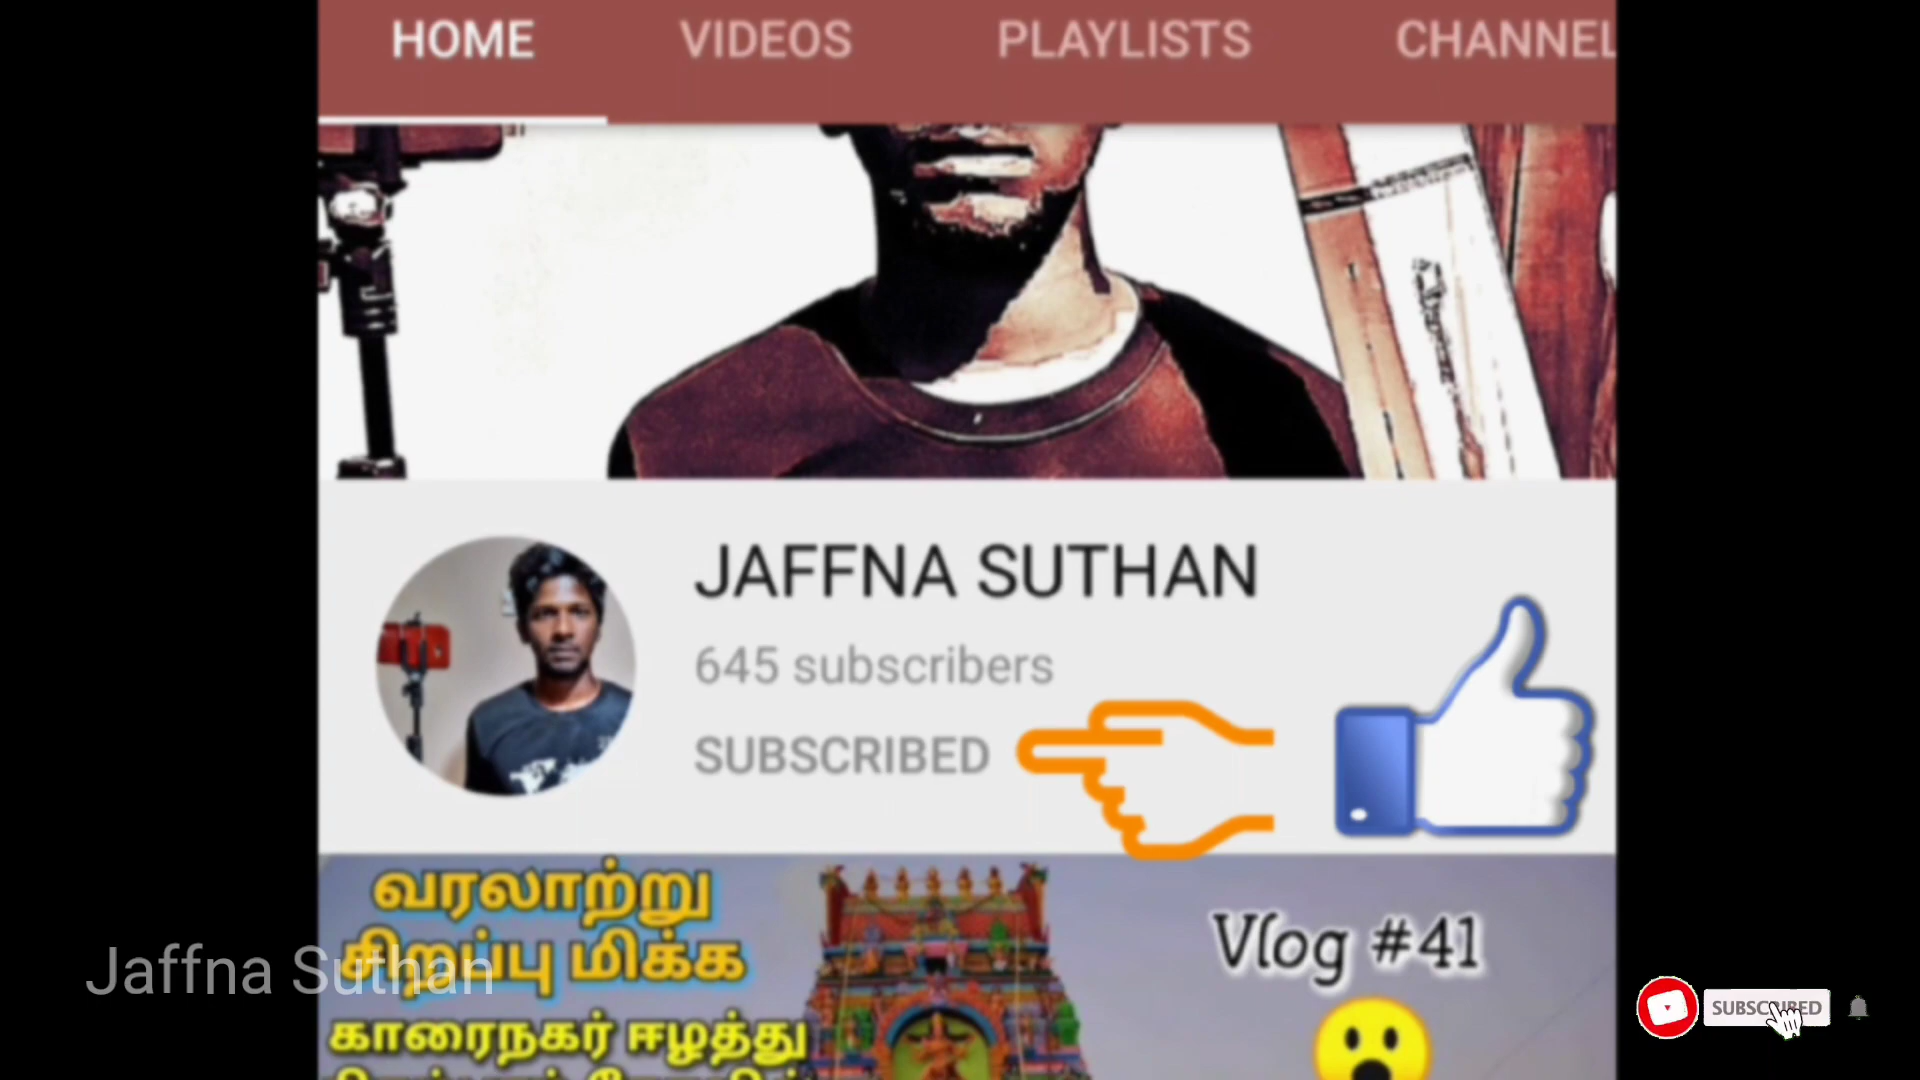 HOME
VIDEOS
PLAYLISTS
CHANNEL
JAFFNA SUTHAN
645 subscribers
SUBSCRIBED
வரலாற்று
சிறப்பு மிக்க
காரைநகர் ஈழத்து
Vlog #41
Jaffna Suthan
SUBSCRIBED